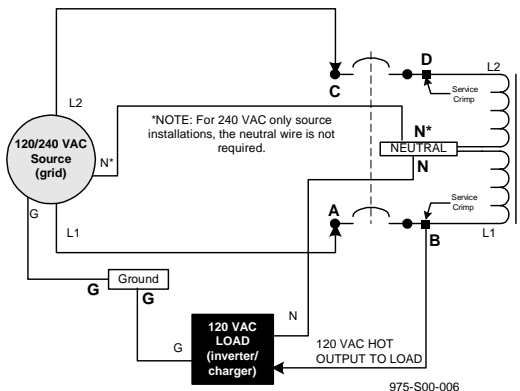 D
L2
C
Service
Crimp
L2
*NOTE: For 240 VAC only source
installations, the neutral wire is not
required.
N*
NEUTRAL
N
120/240 VAC
Source
(grid)
N*
G
L1
A
Service
Crimp
B
L1
Ground
G
G
N
120 VAC
LOAD
(inverter/
charger)
G
120 VAC HOT
OUTPUT TO LOAD
975-S00-006